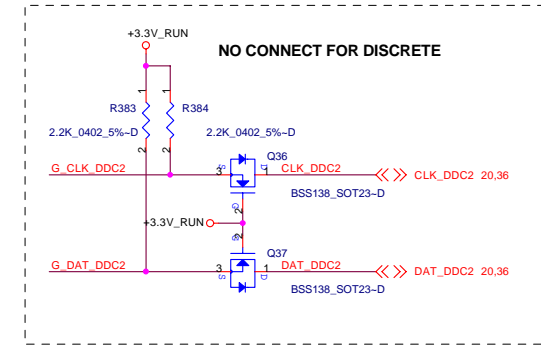 +3.3V_RUN
NO CONNECT FOR DISCRETE
1
1
R383
R384
2.2K_0402_5%~D
2.2K_0402_5%~D
2
2
Q36
G_CLK_DDC2
3
S
D
1
CLK_DDC2
CLK_DDC2 20,36
BSS138_SOT23~D
G
2
+3.3V_RUN
2
G
Q37
G_DAT_DDC2
3
S
D
1
DAT_DDC2
DAT_DDC2 20,36
BSS138_SOT23~D